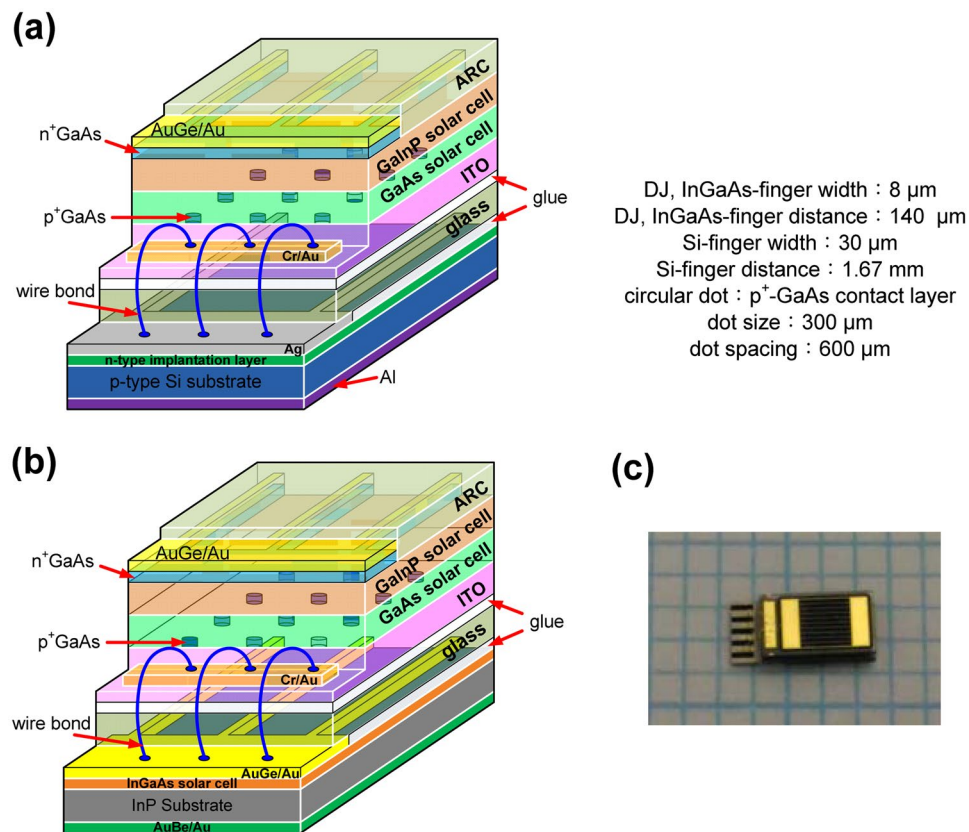 (a)
ARC
AuGe/Au
n⁺GaAs
GaInP solar cell
GaAs solar cell
ITO
p⁺GaAs
glue
glass
Cr/Au
wire bond
Ag
n-type implantation layer
p-type Si substrate
Al
DJ, InGaAs-finger width：8 μm
DJ, InGaAs-finger distance：140 μm
Si-finger width：30 μm
Si-finger distance：1.67 mm
circular dot：p⁺-GaAs contact layer
dot size：300 μm
dot spacing：600 μm
(b)
ARC
AuGe/Au
n⁺GaAs
GaInP solar cell
GaAs solar cell
ITO
p⁺GaAs
glue
glass
Cr/Au
wire bond
AuGe/Au
InGaAs solar cell
InP Substrate
AuBe/Au
(c)